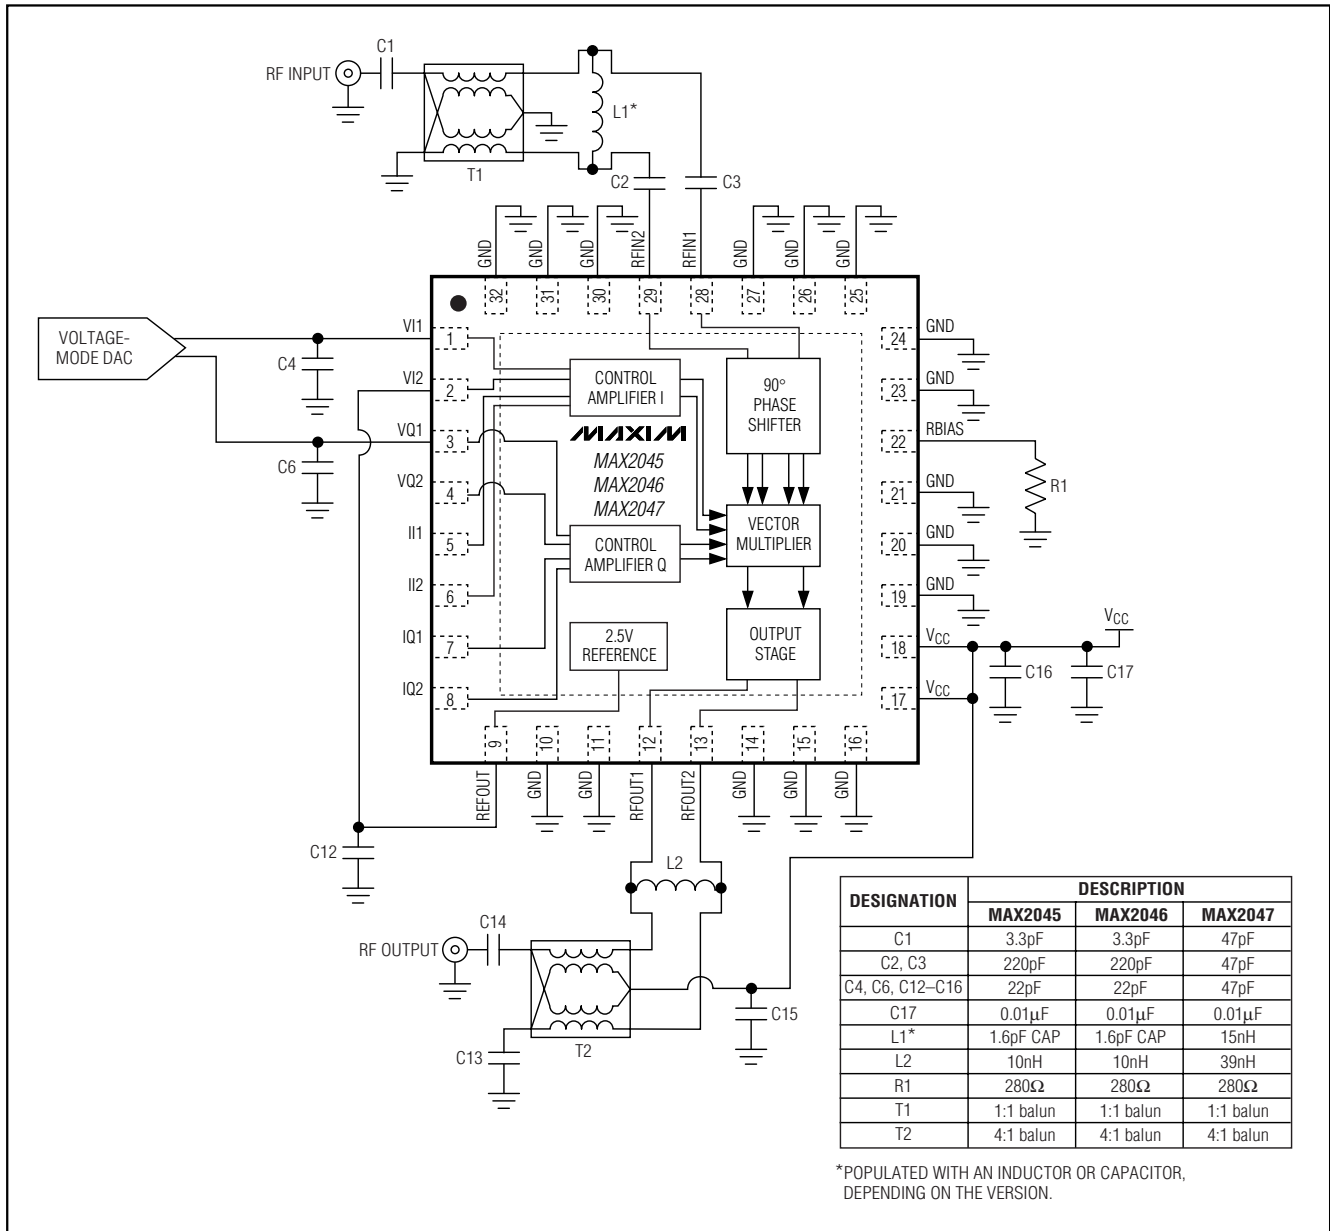 C1
RF INPUT
L1*
T1
C2
C3
GND
GND
GND
RFIN2
RFIN1
GND
GND
GND
32
31
30
29
28
27
26
25
VOLTAGE-
MODE DAC
C4
C6
VI1
1
VI2
2
VQ1
3
VQ2
4
II1
5
II2
6
IQ1
7
IQ2
8
CONTROL
AMPLIFIER I
MAXIM
MAX2045
MAX2046
MAX2047
CONTROL
AMPLIFIER Q
2.5V
REFERENCE
90°
PHASE
SHIFTER
VECTOR
MULTIPLIER
OUTPUT
STAGE
24
GND
23
GND
22
RBIAS
R1
21
GND
20
GND
19
GND
18
VCC
VCC
17
VCC
C16
C17
9
10
11
12
13
14
15
16
REFOUT
GND
GND
RFOUT1
RFOUT2
GND
GND
GND
C12
L2
C14
RF OUTPUT
T2
C13
C15
DESIGNATION DESCRIPTION
MAX2045 MAX2046 MAX2047
C1 3.3pF 3.3pF 47pF
C2, C3 220pF 220pF 47pF
C4, C6, C12–C16 22pF 22pF 47pF
C17 0.01µF 0.01µF 0.01µF
L1* 1.6pF CAP 1.6pF CAP 15nH
L2 10nH 10nH 39nH
R1 280Ω 280Ω 280Ω
T1 1:1 balun 1:1 balun 1:1 balun
T2 4:1 balun 4:1 balun 4:1 balun
*POPULATED WITH AN INDUCTOR OR CAPACITOR,
DEPENDING ON THE VERSION.